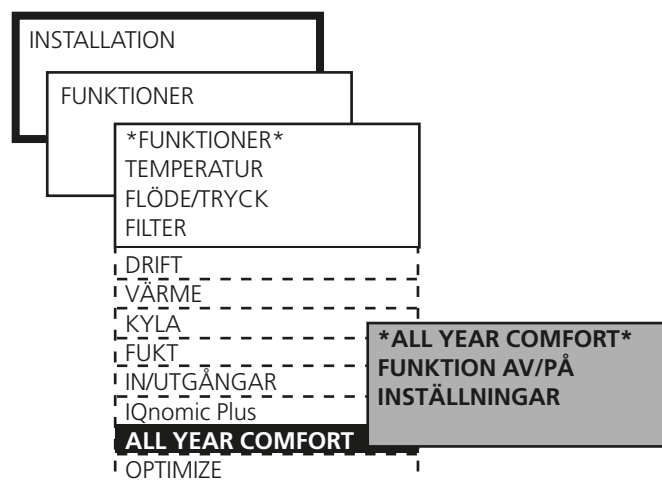 INSTALLATION
FUNKTIONER
*FUNKTIONER*
TEMPERATUR
FLÖDE/TRYCK
FILTER
DRIFT
VÄRME
KYLA
FUKT
IN/UTGÅNGAR
IQnomic Plus
ALL YEAR COMFORT
OPTIMIZE
*ALL YEAR COMFORT*
FUNKTION AV/PÅ
INSTÄLLNINGAR